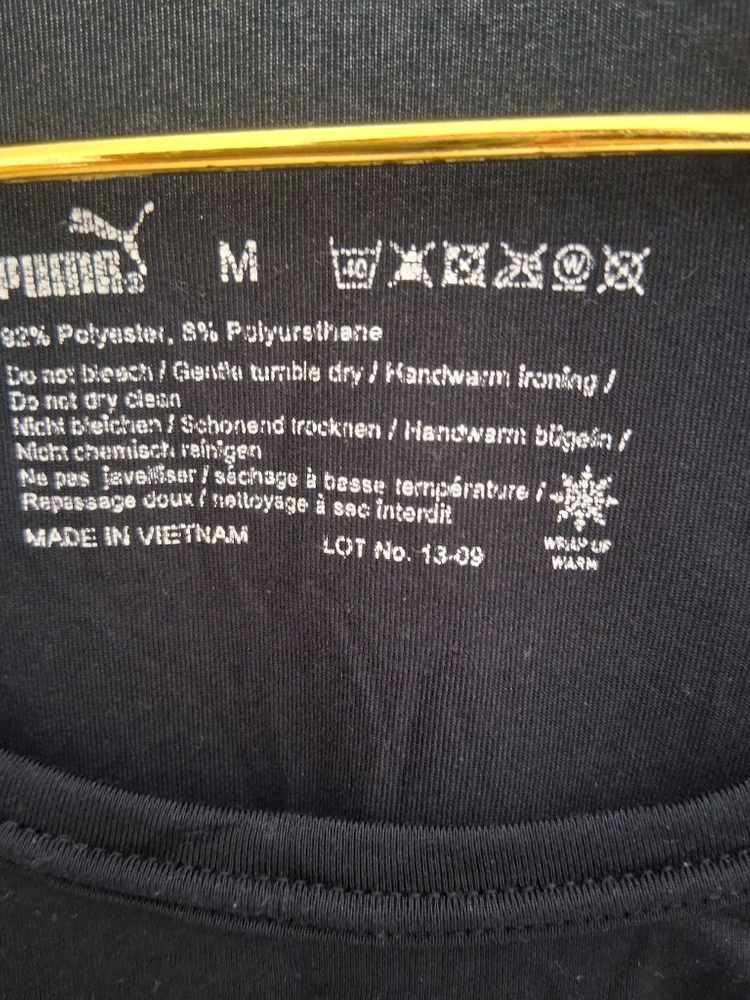 PUMA® M 40 W
92% Polyester, 8% Polyurethane
Do not bleach / Gentle tumble dry / Handwarm ironing /
Do not dry clean
Nicht bleichen / Schonend trocknen / Handwarm bügeln /
Nicht chemisch reinigen
Ne pas javelliser / séchage à basse température /
Repassage doux / nettoyage à sec interdit
MADE IN VIETNAM LOT No. 13-09
WRAP UP
WARM